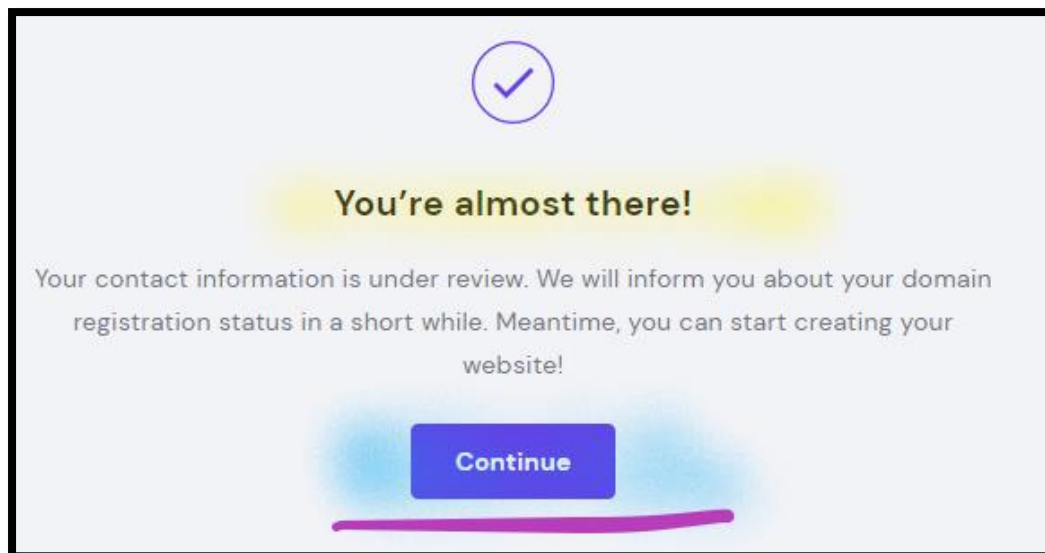 You’re almost there!
Your contact information is under review. We will inform you about your domain
registration status in a short while. Meantime, you can start creating your
website!
Continue